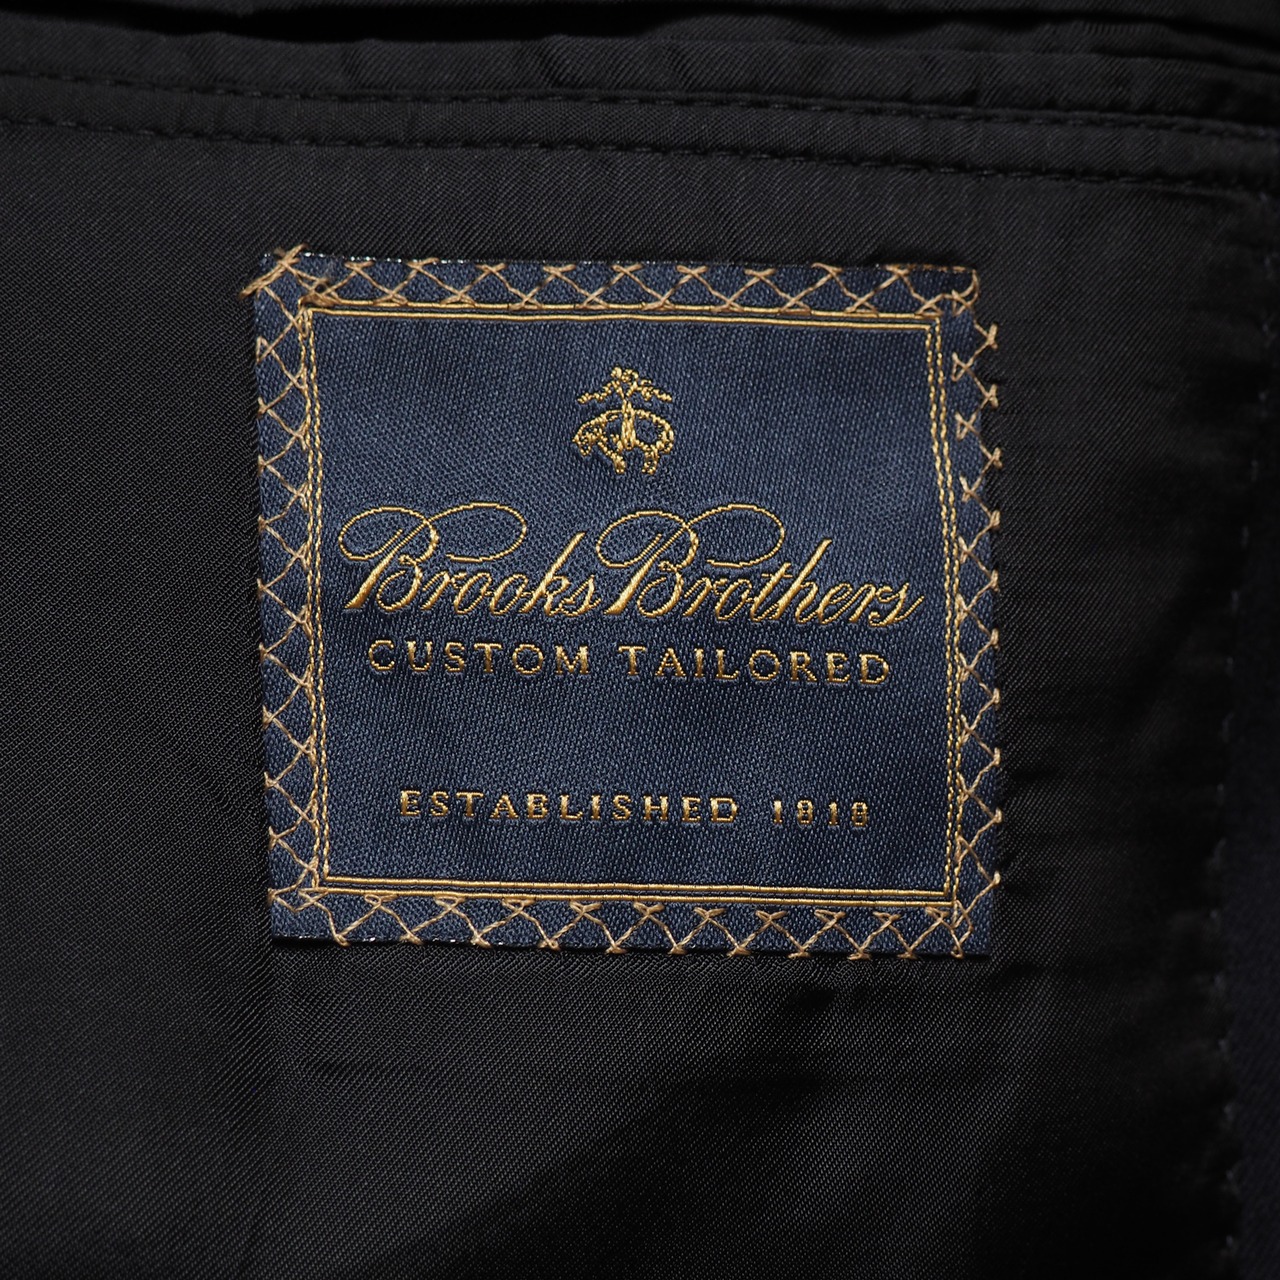 Brooks Brothers
CUSTOM TAILORED
ESTABLISHED 1818